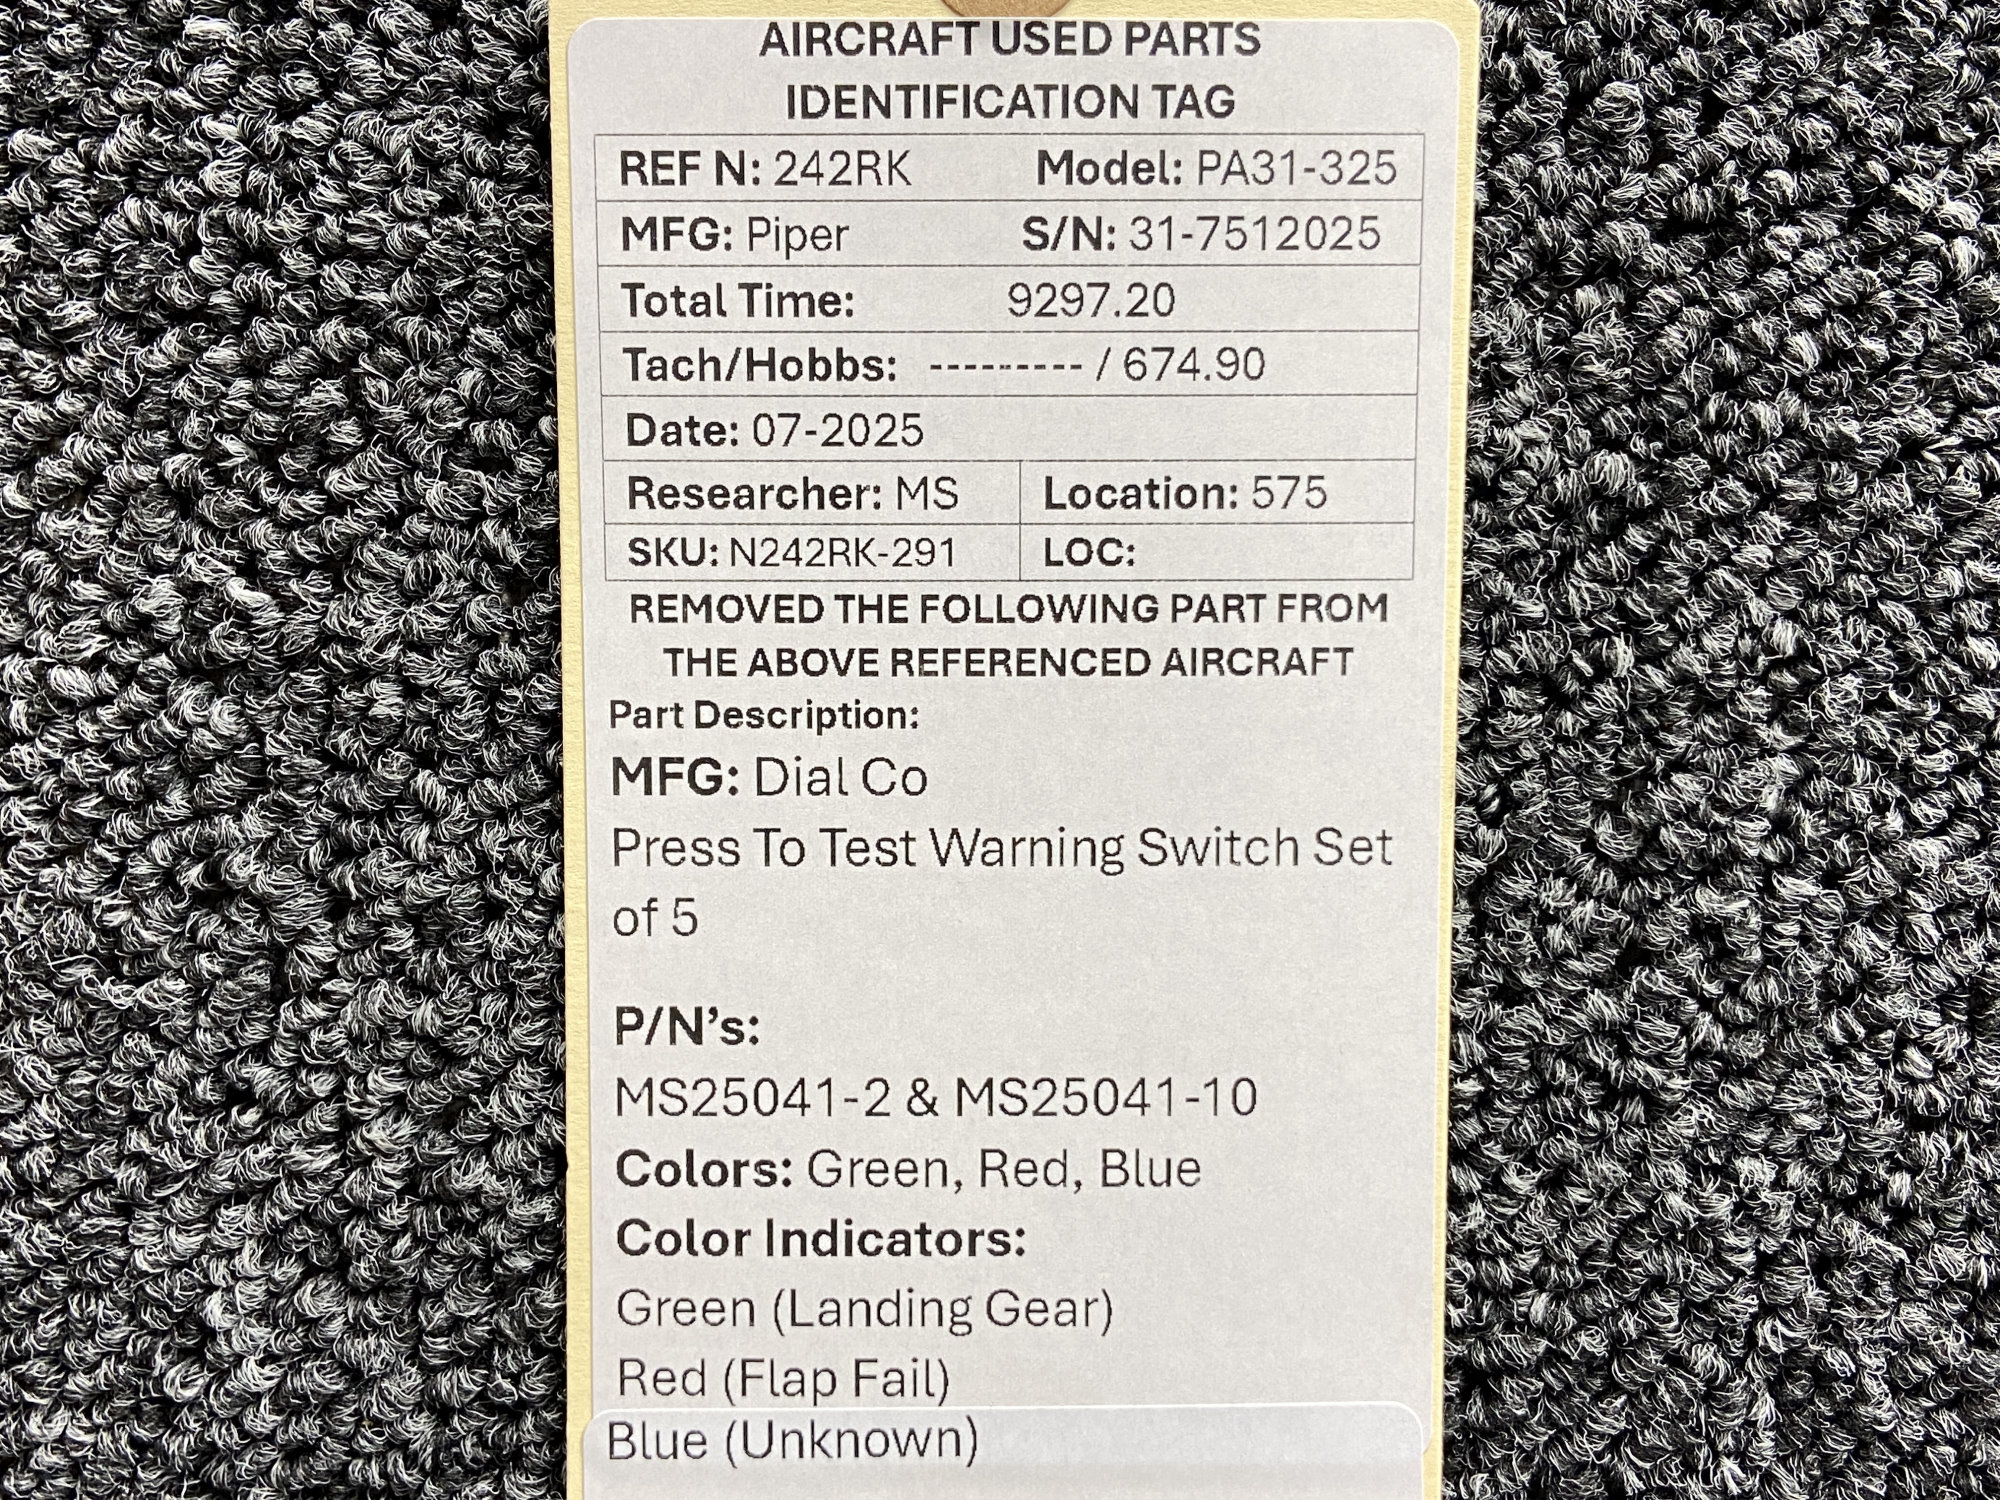 AIRCRAFT USED PARTS
IDENTIFICATION TAG
REF N: 242RK Model: PA31-325
MFG: Piper S/N: 31-7512025
Total Time: 9297.20
Tach/Hobbs: --------- / 674.90
Date: 07-2025
Researcher: MS Location: 575
SKU: N242RK-291 LOC:
REMOVED THE FOLLOWING PART FROM
THE ABOVE REFERENCED AIRCRAFT
Part Description:
MFG: Dial Co
Press To Test Warning Switch Set
of 5
P/N's:
MS25041-2 & MS25041-10
Colors: Green, Red, Blue
Color Indicators:
Green (Landing Gear)
Red (Flap Fail)
Blue (Unknown)